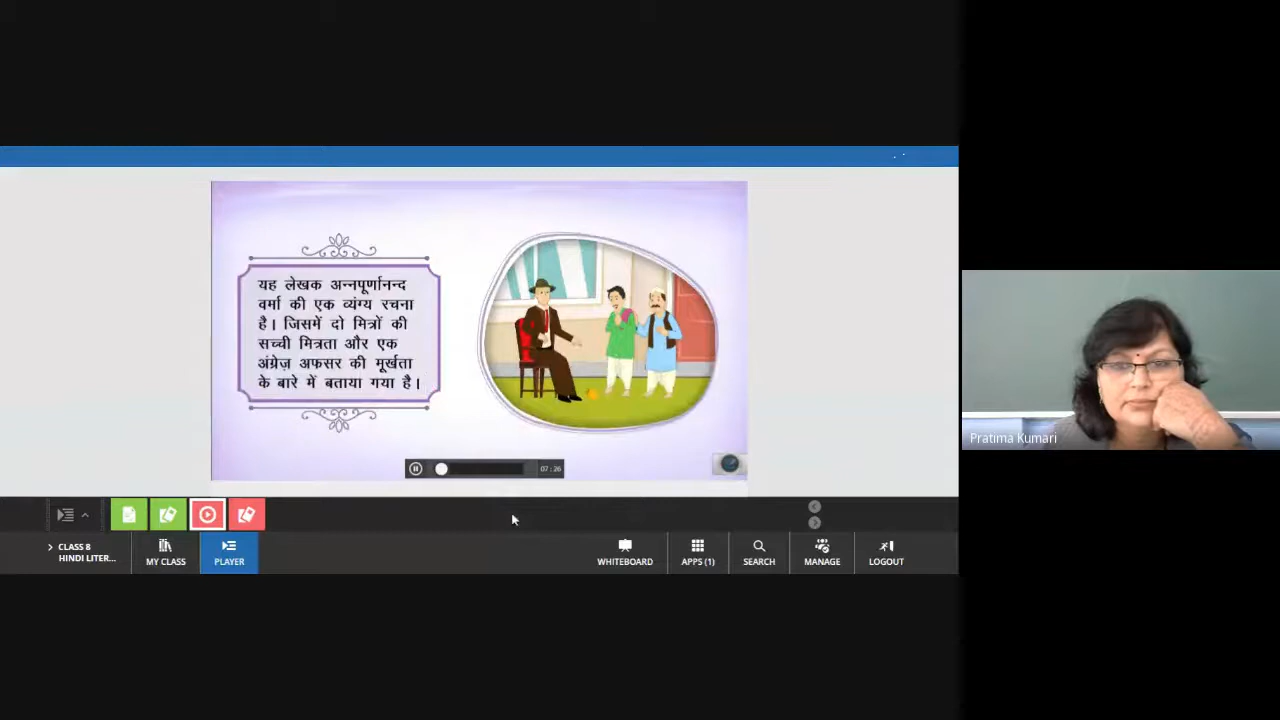 यह लेखक अन्नपूर्णानन्द
वर्मा की एक व्यंग्य रचना
है। जिसमें दो मित्रों की
सच्ची मित्रता और एक
अंग्रेज़ अफसर की मूर्खता
के बारे में बताया गया है।
07:26
Pratima Kumari
CLASS 8
HINDI LITER...
MY CLASS
PLAYER
WHITEBOARD
APPS (1)
SEARCH
MANAGE
LOGOUT